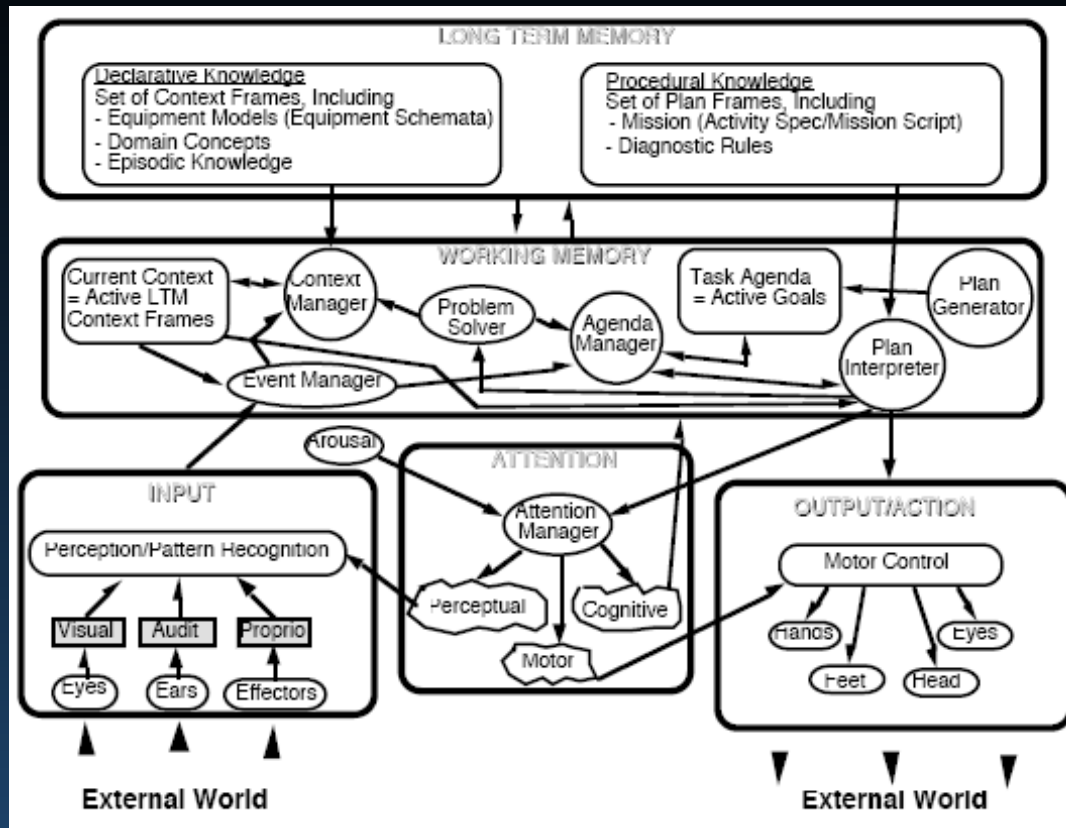 LONG TERM MEMORY
Declarative Knowledge
Set of Context Frames, Including
- Equipment Models (Equipment Schemata)
- Domain Concepts
- Episodic Knowledge
Procedural Knowledge
Set of Plan Frames, Including
- Mission (Activity Spec/Mission Script)
- Diagnostic Rules
WORKING MEMORY
Current Context
= Active LTM
Context Frames
Context
Manager
Problem
Solver
Event Manager
Agenda
Manager
Task Agenda
= Active Goals
Plan
Generator
Plan
Interpreter
Arousal
ATTENTION
Attention
Manager
Perceptual
Cognitive
Motor
INPUT
Perception/Pattern Recognition
Visual
Audit
Proprio
Eyes
Ears
Effectors
External World
OUTPUT/ACTION
Motor Control
Hands
Eyes
Feet
Head
External World